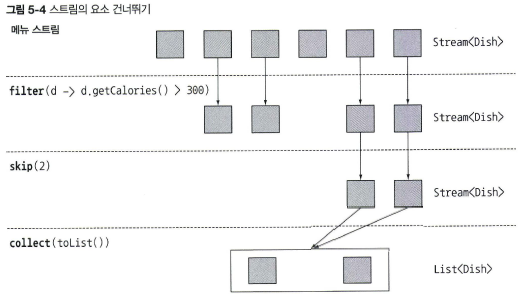 그림 5-4 스트림의 요소 건너뛰기
메뉴 스트림
Stream<Dish>
filter(d -> d.getCalories() > 300)
Stream<Dish>
skip(2)
Stream<Dish>
collect(toList())
List<Dish>